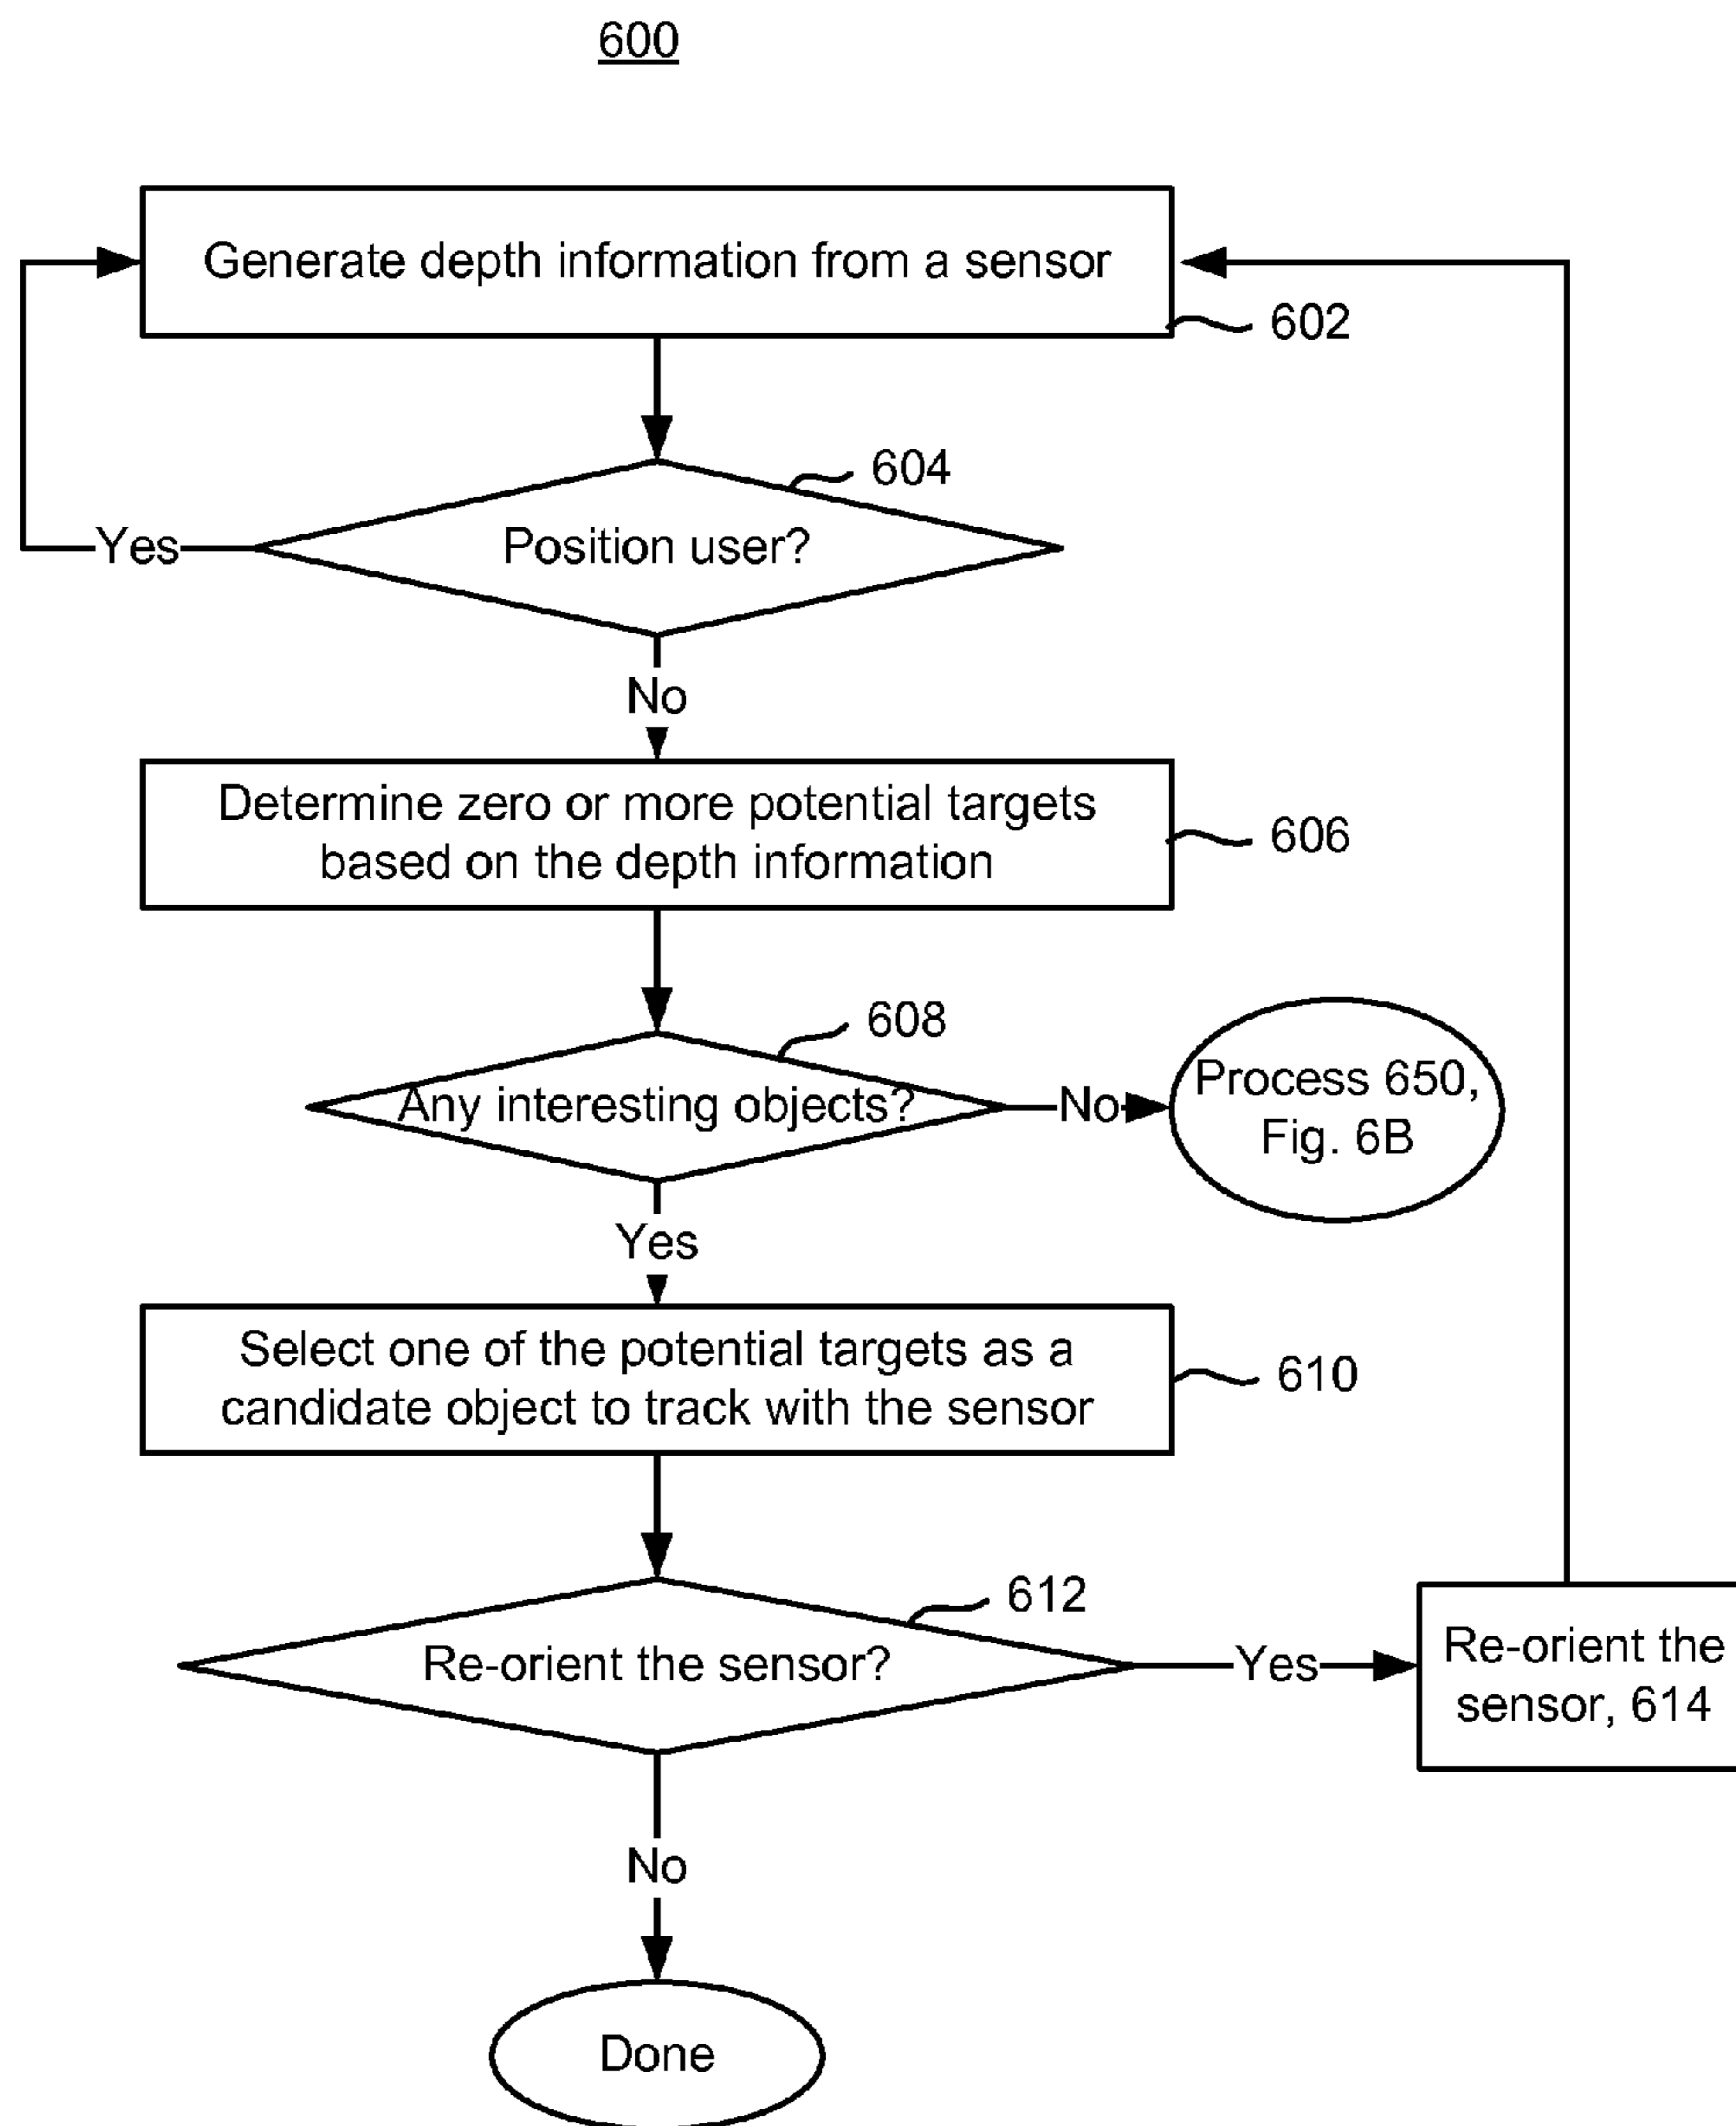 600
Generate depth information from a sensor
602
604
Position user?
Yes
No
Determine zero or more potential targets
based on the depth information
606
608
Any interesting objects?
No
Process 650,
Fig. 6B
Yes
Select one of the potential targets as a
candidate object to track with the sensor
610
612
Re-orient the sensor?
Yes
Re-orient the
sensor, 614
No
Done